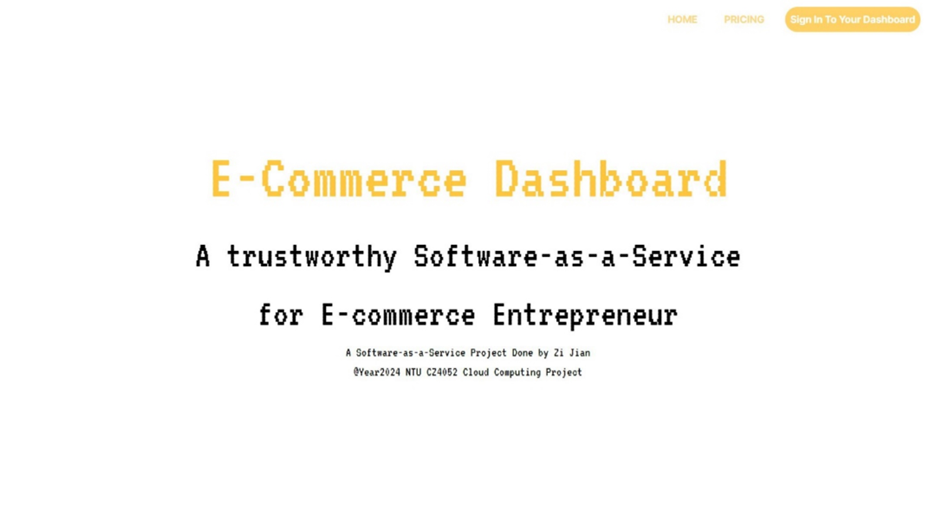 HOME PRICING Sign In To Your Dashboard
E-Commerce Dashboard
A trustworthy Software-as-a-Service
for E-commerce Entrepreneur
A Software-as-a-Service Project Done by Zi Jian
@Year2024 NTU CZ4052 Cloud Computing Project